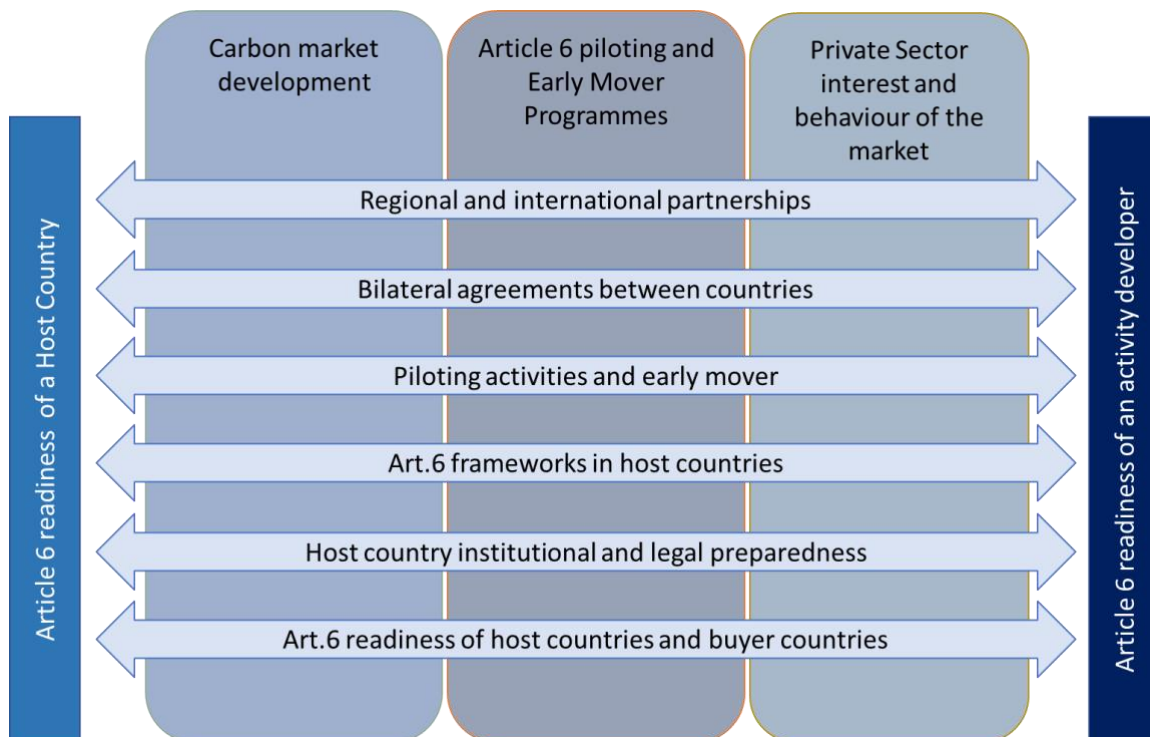 Carbon market
development
Article 6 piloting and
Early Mover
Programmes
Private Sector
interest and
behaviour of the
market
Article 6 readiness of a Host Country
Regional and international partnerships
Bilateral agreements between countries
Piloting activities and early mover
Art.6 frameworks in host countries
Host country institutional and legal preparedness
Art.6 readiness of host countries and buyer countries
Article 6 readiness of an activity developer